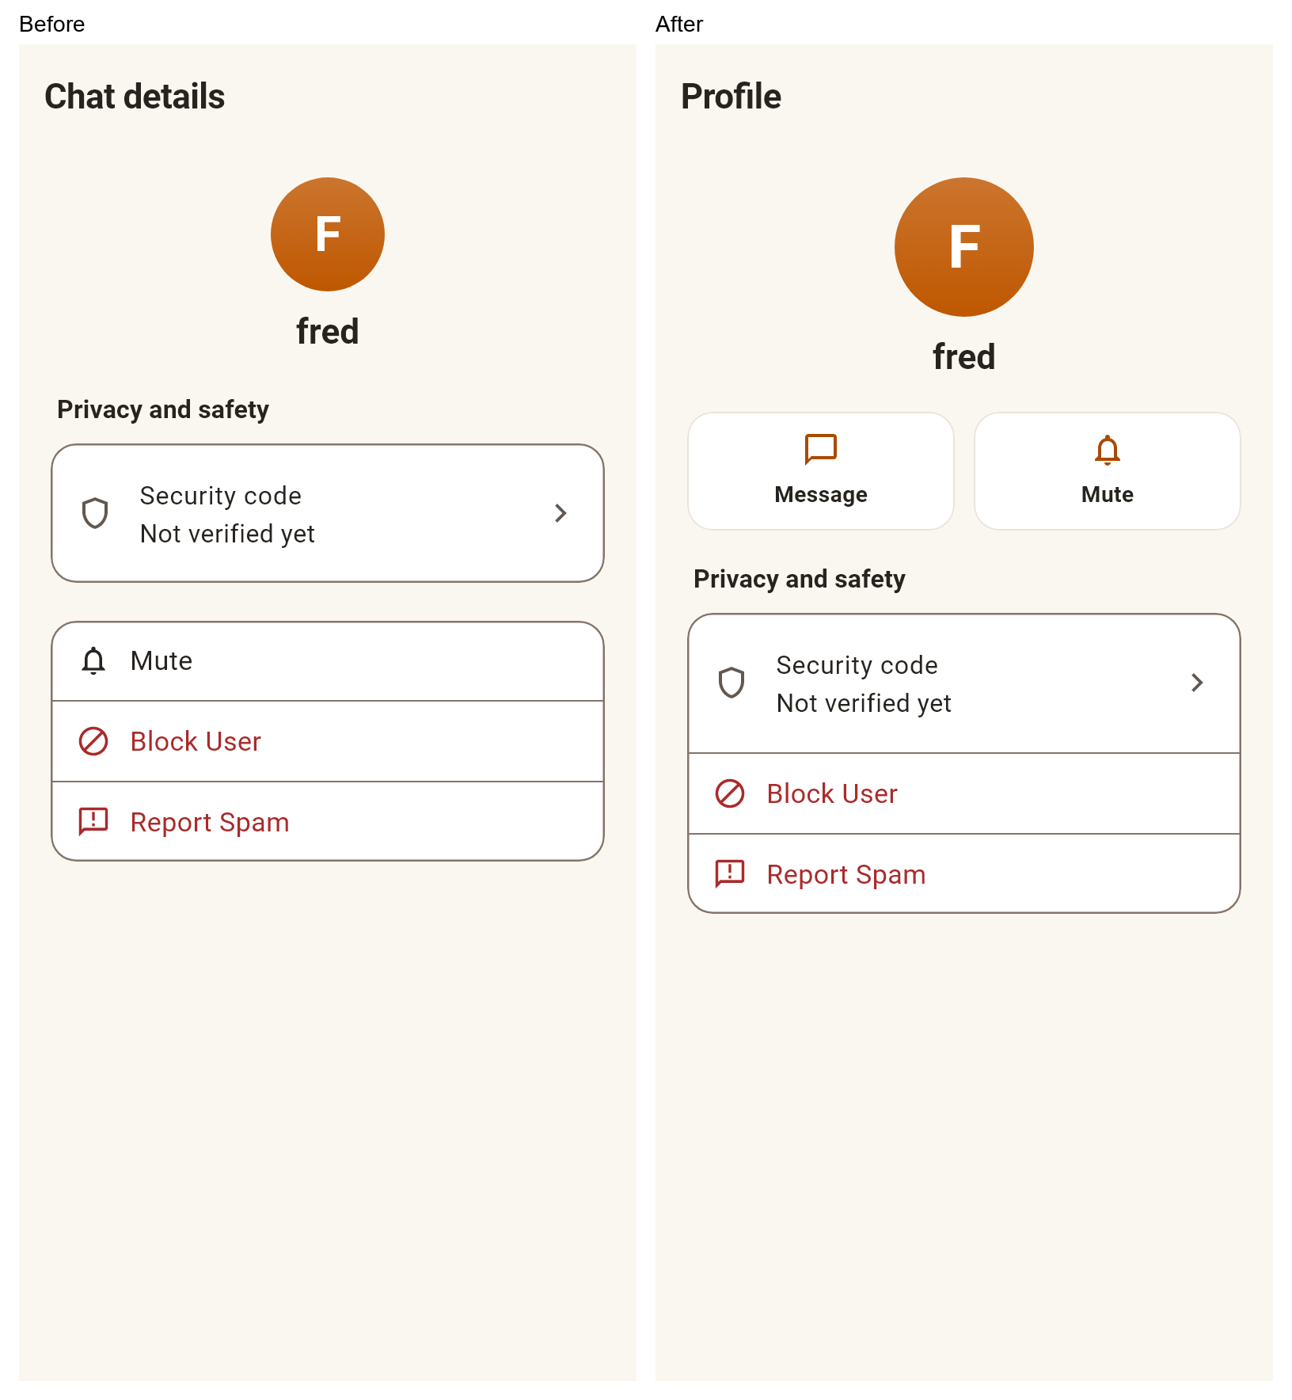 Before
Chat details
F
fred
Privacy and safety
Security code
Not verified yet
Mute
Block User
Report Spam
After
Profile
F
fred
Message
Mute
Privacy and safety
Security code
Not verified yet
Block User
Report Spam